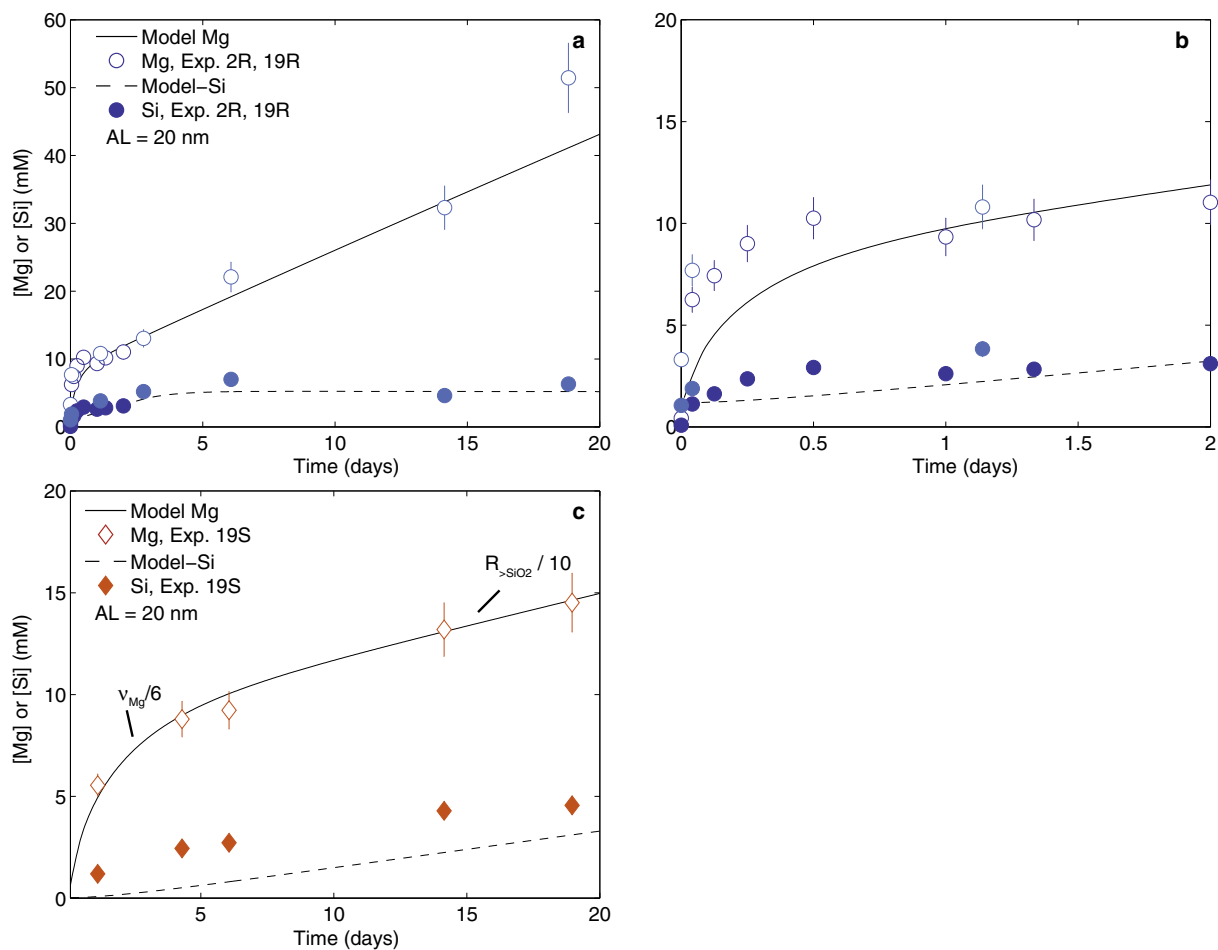 60
50
40
30
20
10
0
[Mg] or [Si] (mM)
Model Mg
Mg, Exp. 2R, 19R
Model−Si
Si, Exp. 2R, 19R
AL = 20 nm
a
0 5 10 15 20
Time (days)
20
15
10
5
0
b
0 0.5 1 1.5 2
Time (days)
20
15
10
5
0
[Mg] or [Si] (mM)
Model Mg
Mg, Exp. 19S
Model−Si
Si, Exp. 19S
AL = 20 nm
c
R>SiO2 / 10
νMg/6
5 10 15 20
Time (days)